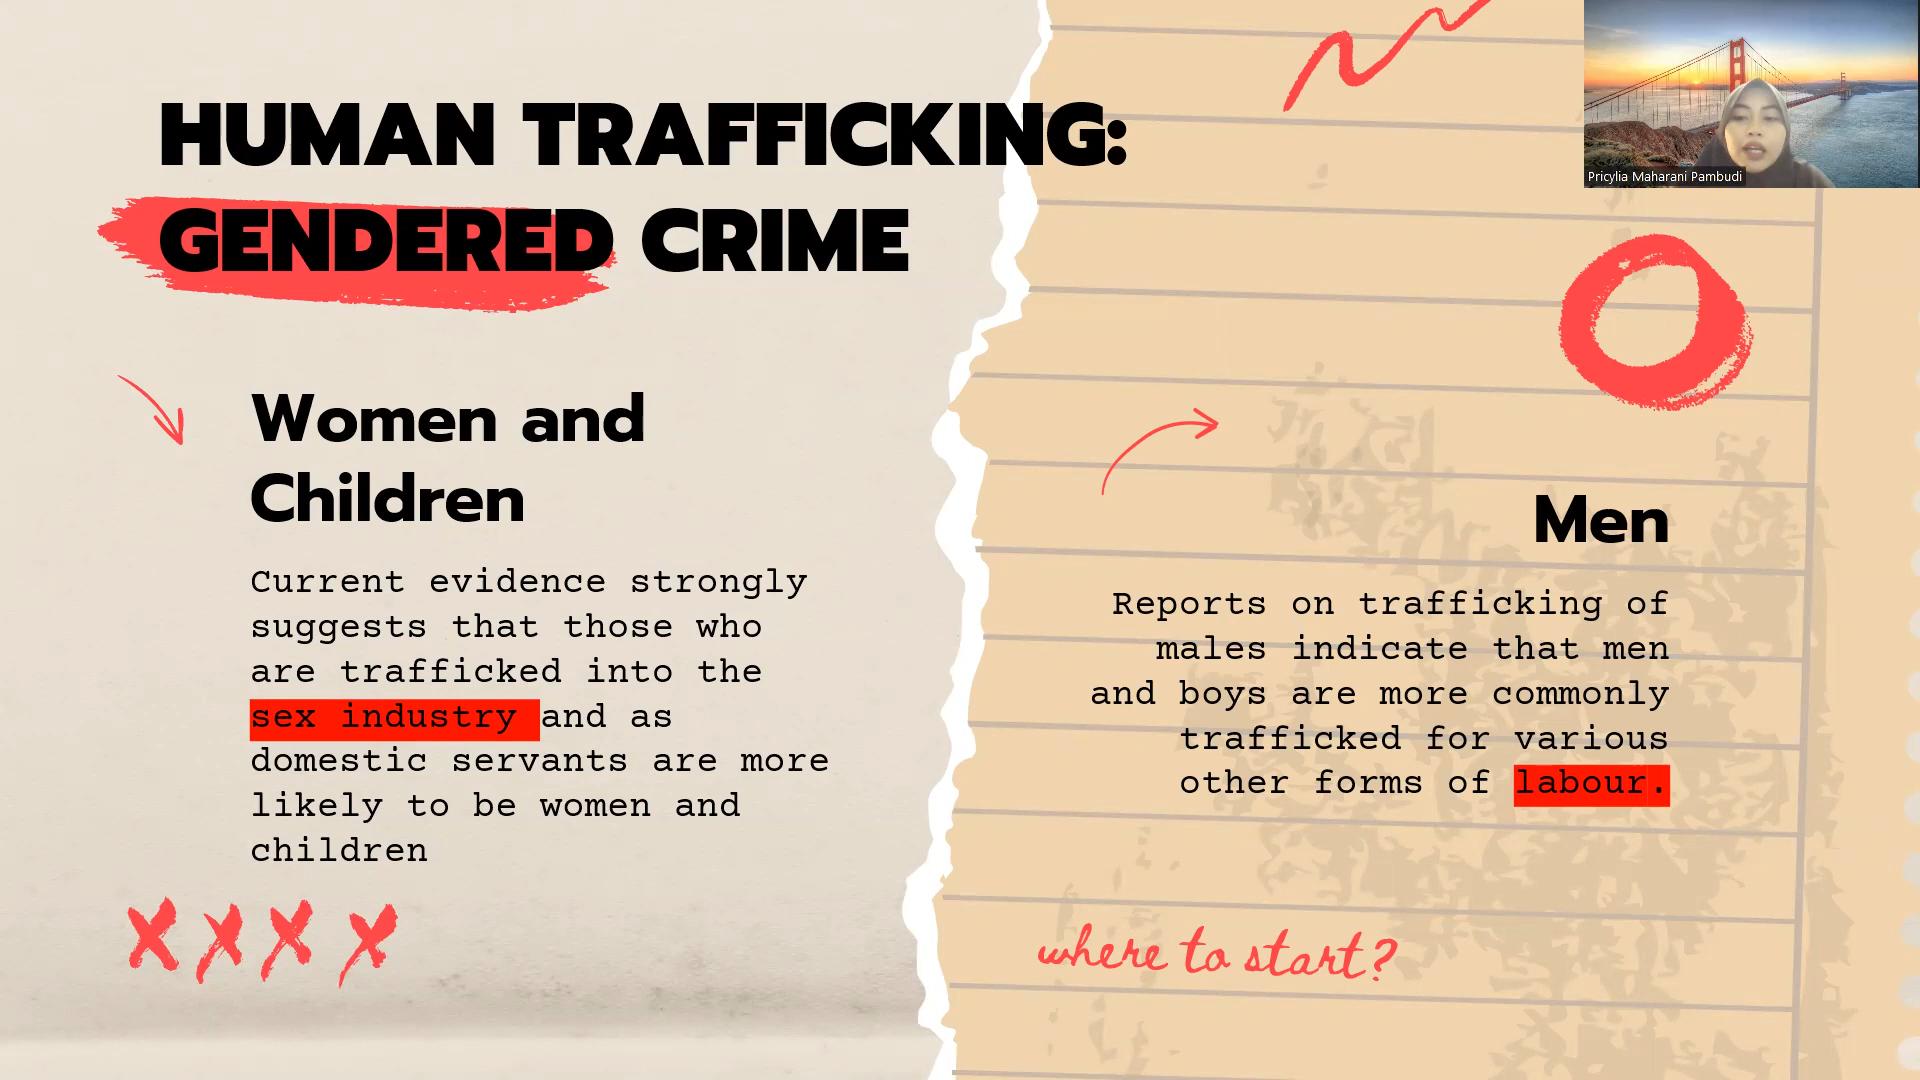 HUMAN TRAFFICKING:
GENDERED CRIME
Pricylia Maharani Pambudi
Women and
Children
Current evidence strongly
suggests that those who
are trafficked into the
sex industry and as
domestic servants are more
likely to be women and
children
Men
Reports on trafficking of
males indicate that men
and boys are more commonly
trafficked for various
other forms of labour.
where to start?